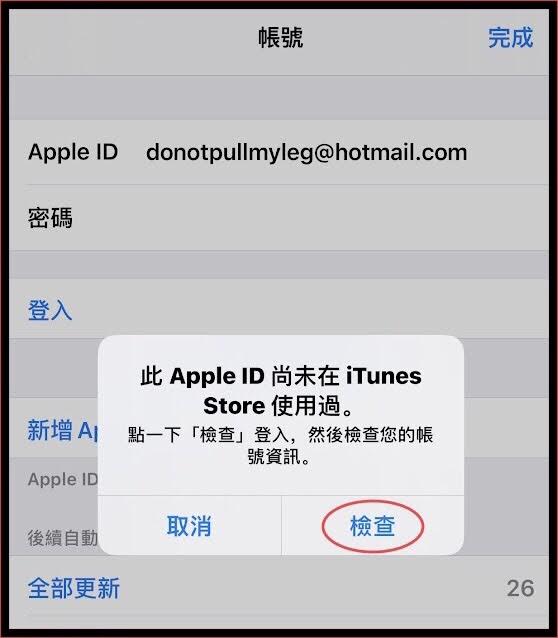 帳號
完成
Apple ID donotpullmyleg@hotmail.com
密碼
登入
此 Apple ID 尚未在 iTunes
Store 使用過。
點一下「檢查」登入，然後檢查您的帳
號資訊。
新增 Ap
Apple ID
取消
檢查
後續自動
全部更新
26